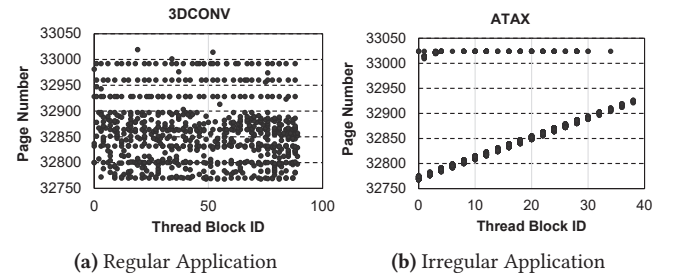 3DCONV
33050
33000
32950
32900
32850
32800
32750
Page Number
0
50
100
Thread Block ID
(a) Regular Application
ATAX
33050
33000
32950
32900
32850
32800
32750
Page Number
0
10
20
30
40
Thread Block ID
(b) Irregular Application